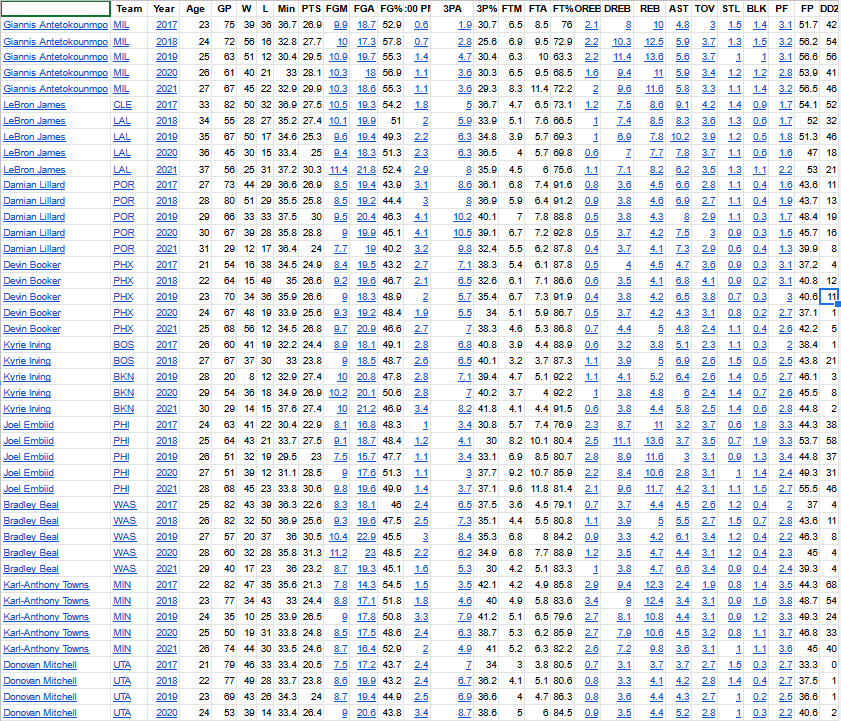 Team Year Age GP W L Min PTS FGM FGA FG% :00 PM 3PA 3P% FTM FTA FT% OREB DREB REB AST TOV STL BLK PF FP DD2
Giannis Antetokounmpo MIL 2017 23 75 39 36 36.7 26.9 9.9 18.7 52.9 0.6 1.9 30.7 6.5 8.5 76 2.1 8 10 4.8 3 1.5 1.4 3.1 51.7 42
Giannis Antetokounmpo MIL 2018 24 72 56 16 32.8 27.7 10 17.3 57.8 0.7 2.8 25.6 6.9 9.5 72.9 2.2 10.3 12.5 5.9 3.7 1.3 1.5 3.2 56.2 54
Giannis Antetokounmpo MIL 2019 25 63 51 12 30.4 29.5 10.9 19.7 55.3 1.4 4.7 30.4 6.3 10 63.3 2.2 11.4 13.6 5.6 3.7 1 1 3.1 56.6 56
Giannis Antetokounmpo MIL 2020 26 61 40 21 33 28.1 10.3 18 56.9 1.1 3.6 30.3 6.5 9.5 68.5 1.6 9.4 11 5.9 3.4 1.2 1.2 2.8 53.9 41
Giannis Antetokounmpo MIL 2021 27 67 45 22 32.9 29.9 10.3 18.6 55.3 1.1 3.6 29.3 8.3 11.4 72.2 2 9.6 11.6 5.8 3.3 1.1 1.4 3.2 56.5 46
LeBron James CLE 2017 33 82 50 32 36.9 27.5 10.5 19.3 54.2 1.8 5 36.7 4.7 6.5 73.1 1.2 7.5 8.6 9.1 4.2 1.4 0.9 1.7 54.1 52
LeBron James LAL 2018 34 55 28 27 35.2 27.4 10.1 19.9 51 2 5.9 33.9 5.1 7.6 66.5 1 7.4 8.5 8.3 3.6 1.3 0.6 1.7 52 32
LeBron James LAL 2019 35 67 50 17 34.6 25.3 9.6 19.4 49.3 2.2 6.3 34.8 3.9 5.7 69.3 1 6.9 7.8 10.2 3.9 1.2 0.5 1.8 51.3 46
LeBron James LAL 2020 36 45 30 15 33.4 25 9.4 18.3 51.3 2.3 6.3 36.5 4 5.7 69.8 0.6 7 7.7 7.8 3.7 1.1 0.6 1.6 47 18
LeBron James LAL 2021 37 56 25 31 37.2 30.3 11.4 21.8 52.4 2.9 8 35.9 4.5 6 75.6 1.1 7.1 8.2 6.2 3.5 1.3 1.1 2.2 53 21
Damian Lillard POR 2017 27 73 44 29 36.6 26.9 8.5 19.4 43.9 3.1 8.6 36.1 6.8 7.4 91.6 0.8 3.6 4.5 6.6 2.8 1.1 0.4 1.6 43.6 11
Damian Lillard POR 2018 28 80 51 29 35.5 25.8 8.5 19.2 44.4 3 8 36.9 5.9 6.4 91.2 0.9 3.8 4.6 6.9 2.7 1.1 0.4 1.9 43.7 13
Damian Lillard POR 2019 29 66 33 33 37.5 30 9.5 20.4 46.3 4.1 10.2 40.1 7 7.8 88.8 0.5 3.8 4.3 8 2.9 1.1 0.3 1.7 48.4 19
Damian Lillard POR 2020 30 67 39 28 35.8 28.8 9 19.9 45.1 4.1 10.5 39.1 6.7 7.2 92.8 0.5 3.7 4.2 7.5 3 0.9 0.3 1.5 45.7 16
Damian Lillard POR 2021 31 29 12 17 36.4 24 7.7 19 40.2 3.2 9.8 32.4 5.5 6.2 87.8 0.4 3.7 4.1 7.3 2.9 0.6 0.4 1.3 39.9 8
Devin Booker PHX 2017 21 54 16 38 34.5 24.9 8.4 19.5 43.2 2.7 7.1 38.3 5.4 6.1 87.8 0.5 4 4.5 4.7 3.6 0.9 0.3 3.1 37.2 4
Devin Booker PHX 2018 22 64 15 49 35 26.6 9.2 19.6 46.7 2.1 6.5 32.6 6.1 7.1 86.6 0.6 3.5 4.1 6.8 4.1 0.9 0.2 3.1 40.8 12
Devin Booker PHX 2019 23 70 34 36 35.9 26.6 9 18.3 48.9 2 5.7 35.4 6.7 7.3 91.9 0.4 3.8 4.2 6.5 3.8 0.7 0.3 3 40.6 11
Devin Booker PHX 2020 24 67 48 19 33.9 25.6 9.3 19.2 48.4 1.9 5.5 34 5.1 5.9 86.7 0.5 3.7 4.2 4.3 3.1 0.8 0.2 2.7 37.1 1
Devin Booker PHX 2021 25 68 56 12 34.5 26.8 9.7 20.9 46.6 2.7 7 38.3 4.6 5.3 86.8 0.7 4.4 5 4.8 2.4 1.1 0.4 2.6 42.2 5
Kyrie Irving BOS 2017 26 60 41 19 32.2 24.4 8.9 18.1 49.1 2.8 6.8 40.8 3.9 4.4 88.9 0.6 3.2 3.8 5.1 2.3 1.1 0.3 2 38.4 1
Kyrie Irving BOS 2018 27 67 37 30 33 23.8 9 18.5 48.7 2.6 6.5 40.1 3.2 3.7 87.3 1.1 3.9 5 6.9 2.6 1.5 0.5 2.5 43.8 21
Kyrie Irving BKN 2019 28 20 8 12 32.9 27.4 10 20.8 47.8 2.8 7.1 39.4 4.7 5.1 92.2 1.1 4.1 5.2 6.4 2.6 1.4 0.5 2.7 46.1 3
Kyrie Irving BKN 2020 29 54 36 18 34.9 26.9 10.2 20.1 50.6 2.8 7 40.2 3.7 4 92.2 1 3.8 4.8 6 2.4 1.4 0.7 2.6 45.5 8
Kyrie Irving BKN 2021 30 29 14 15 37.6 27.4 10 21.2 46.9 3.4 8.2 41.8 4.1 4.4 91.5 0.6 3.8 4.4 5.8 2.5 1.4 0.6 2.8 44.8 2
Joel Embiid PHI 2017 24 63 41 22 30.4 22.9 8.1 16.8 48.3 1 3.4 30.8 5.7 7.4 76.9 2.3 8.7 11 3.2 3.7 0.6 1.8 3.3 44.3 38
Joel Embiid PHI 2018 25 64 43 21 33.7 27.5 9.1 18.7 48.4 1.2 4.1 30 8.2 10.1 80.4 2.5 11.1 13.6 3.7 3.5 0.7 1.9 3.3 53.7 58
Joel Embiid PHI 2019 26 51 32 19 29.5 23 7.5 15.7 47.7 1.1 3.4 33.1 6.9 8.5 80.7 2.8 8.9 11.6 3 3.1 0.9 1.3 3.4 44.8 37
Joel Embiid PHI 2020 27 51 39 12 31.1 28.5 9 17.6 51.3 1.1 3 37.7 9.2 10.7 85.9 2.2 8.4 10.6 2.8 3.1 1 1.4 2.4 49.3 31
Joel Embiid PHI 2021 28 68 45 23 33.8 30.6 9.8 19.6 49.9 1.4 3.7 37.1 9.6 11.8 81.4 2.1 9.6 11.7 4.2 3.1 1.1 1.5 2.7 55.5 46
Bradley Beal WAS 2017 25 82 43 39 36.3 22.6 8.3 18.1 46 2.4 6.5 37.5 3.6 4.5 79.1 0.7 3.7 4.4 4.5 2.6 1.2 0.4 2 37 4
Bradley Beal WAS 2018 26 82 32 50 36.9 25.6 9.3 19.6 47.5 2.5 7.3 35.1 4.4 5.5 80.8 1.1 3.9 5 5.5 2.7 1.5 0.7 2.8 43.6 11
Bradley Beal WAS 2019 27 57 20 37 36 30.5 10.4 22.9 45.5 3 8.4 35.3 6.8 8 84.2 0.9 3.3 4.2 6.1 3.4 1.2 0.4 2.2 46.3 8
Bradley Beal WAS 2020 28 60 32 28 35.8 31.3 11.2 23 48.5 2.2 6.2 34.9 6.8 7.7 88.9 1.2 3.5 4.7 4.4 3.1 1.2 0.4 2.3 45 4
Bradley Beal WAS 2021 29 40 17 23 36 23.2 8.7 19.3 45.1 1.6 5.3 30 4.2 5.1 83.3 1 3.8 4.7 6.6 3.4 0.9 0.4 2.4 39.3 4
Karl-Anthony Towns MIN 2017 22 82 47 35 35.6 21.3 7.8 14.3 54.5 1.5 3.5 42.1 4.2 4.9 85.8 2.9 9.4 12.3 2.4 1.9 0.8 1.4 3.5 44.3 68
Karl-Anthony Towns MIN 2018 23 77 34 43 33 24.4 8.8 17.1 51.8 1.8 4.6 40 4.9 5.8 83.6 3.4 9 12.4 3.4 3.1 0.9 1.6 3.8 48.7 54
Karl-Anthony Towns MIN 2019 24 35 10 25 33.9 26.5 9 17.8 50.8 3.3 7.9 41.2 5.1 6.5 79.6 2.7 8.1 10.8 4.4 3.1 0.9 1.2 3.3 49.3 24
Karl-Anthony Towns MIN 2020 25 50 19 31 33.8 24.8 8.5 17.5 48.6 2.4 6.3 38.7 5.3 6.2 85.9 2.7 7.9 10.6 4.5 3.2 0.8 1.1 3.7 46.8 33
Karl-Anthony Towns MIN 2021 26 74 44 30 33.5 24.6 8.7 16.4 52.9 2 4.9 41 5.2 6.3 82.2 2.6 7.2 9.8 3.6 3.1 1 1.1 3.6 45 40
Donovan Mitchell UTA 2017 21 79 46 33 33.4 20.5 7.5 17.2 43.7 2.4 7 34 3 3.8 80.5 0.7 3.1 3.7 3.7 2.7 1.5 0.3 2.7 33.3 0
Donovan Mitchell UTA 2018 22 77 49 28 33.7 23.8 8.6 19.9 43.2 2.4 6.7 36.2 4.1 5.1 80.6 0.8 3.3 4.1 4.2 2.8 1.4 0.4 2.7 37.5 1
Donovan Mitchell UTA 2019 23 69 43 26 34.3 24 8.7 19.4 44.9 2.5 6.9 36.6 4 4.7 86.3 0.8 3.6 4.4 4.3 2.7 1 0.2 2.5 36.6 1
Donovan Mitchell UTA 2020 24 53 39 14 33.4 26.4 9 20.6 43.8 3.4 8.7 38.6 5 6 84.5 0.9 3.5 4.4 5.2 2.8 1 0.3 2.2 40.6 2